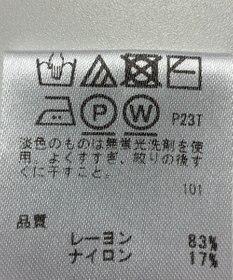 P W P23T
淡色のものは無蛍光洗剤を使
用。よくすすぎ、絞りの後す
ぐに干すこと。
101
品質
レーヨン 83%
ナイロン 17%